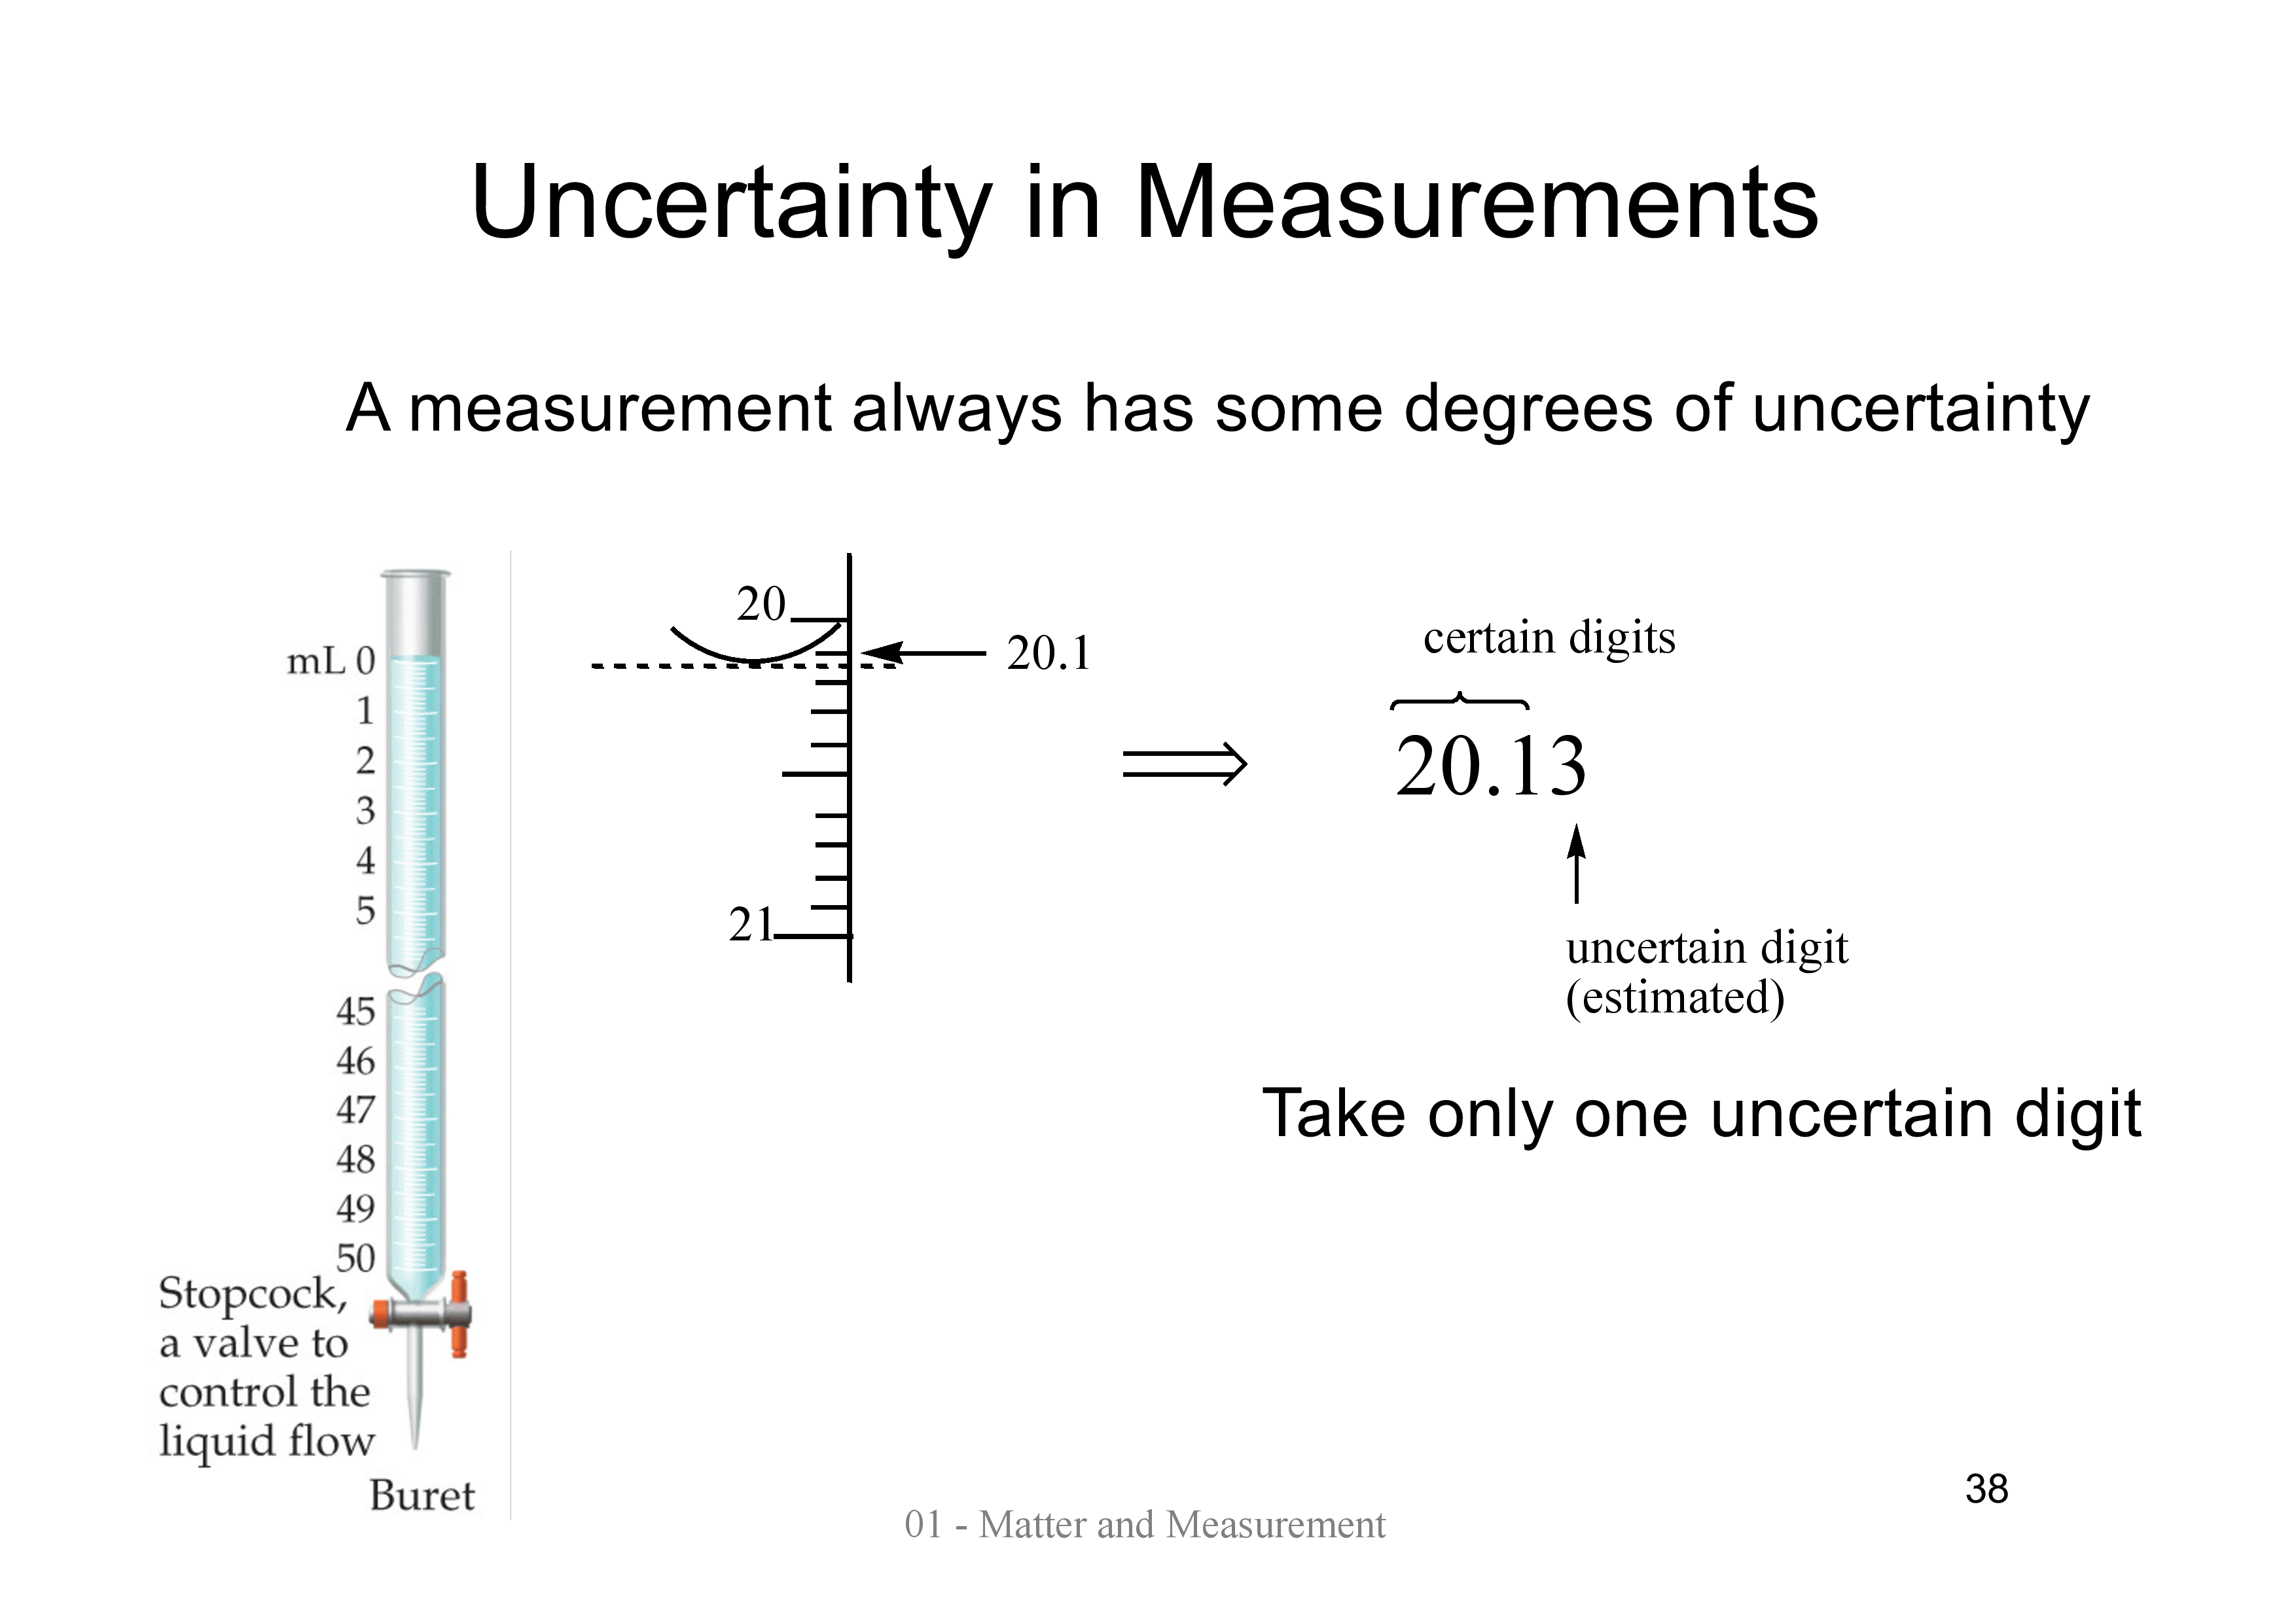 Uncertainty in Measurements
A measurement always has some degrees of uncertainty
mL 0
1
2
3
4
5
45
46
47
48
49
50
Stopcock,
a valve to
control the
liquid flow
Buret
20
20.1
21
certain digits
20.13
uncertain digit
(estimated)
Take only one uncertain digit
38
01 - Matter and Measurement